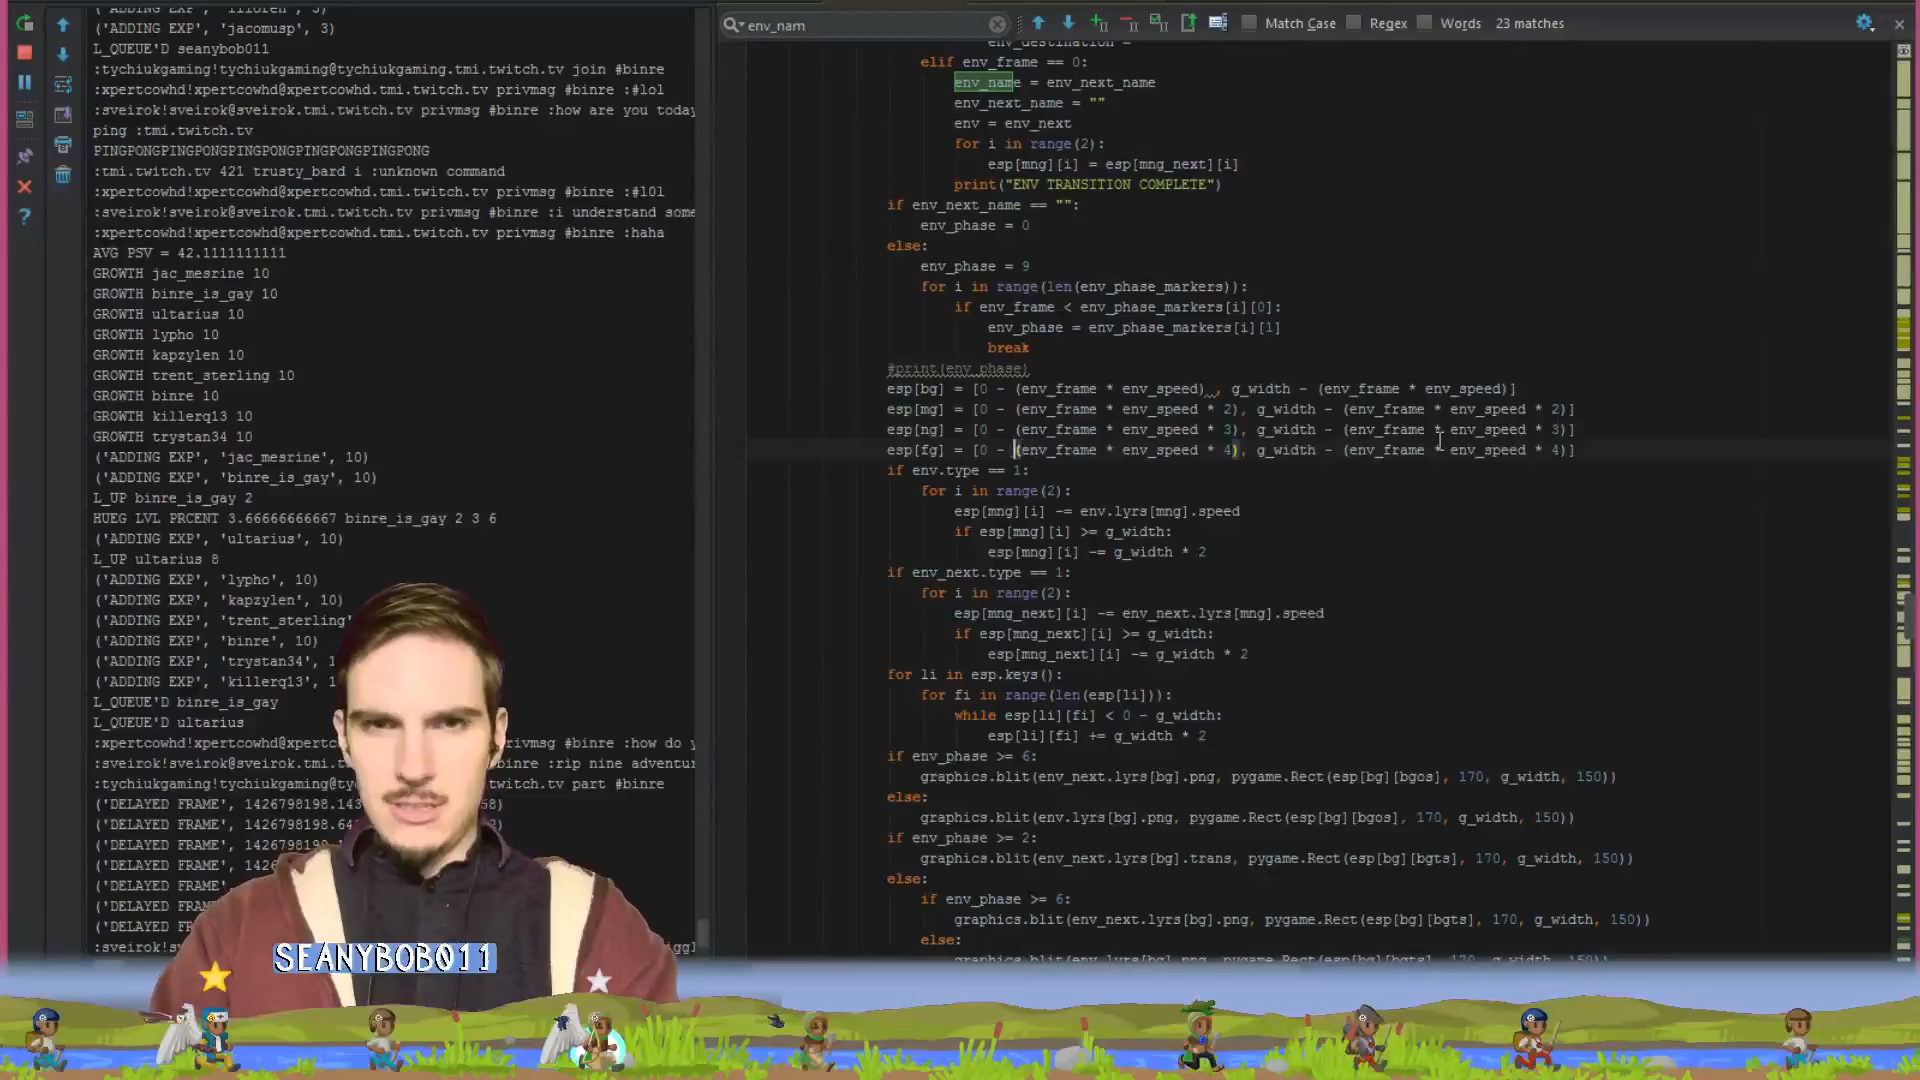 ('ADDING EXP', 'jacomusp', 3)
L_QUEUE'D seanybob011
:tychiukgaming!tychiukgaming@tychiukgaming.tmi.twitch.tv join #binre
:xpertcowhd!xpertcowhd@xpertcowhd.tmi.twitch.tv privmsg #binre :#lol
:sveirok!sveirok@sveirok.tmi.twitch.tv privmsg #binre :how are you today
ping :tmi.twitch.tv
PINGPONGPINGPONGPINGPONGPINGPONGPINGPONG
:tmi.twitch.tv 421 trusty_bard i :unknown command
:xpertcowhd!xpertcowhd@xpertcowhd.tmi.twitch.tv privmsg #binre :#lol
:sveirok!sveirok@sveirok.tmi.twitch.tv privmsg #binre :i understand some
:xpertcowhd!xpertcowhd@xpertcowhd.tmi.twitch.tv privmsg #binre :haha
AVG PSV = 42.1111111111
GROWTH jac_mesrine 10
GROWTH binre_is_gay 10
GROWTH ultarius 10
GROWTH lypho 10
GROWTH kapzylen 10
GROWTH trent_sterling 10
GROWTH binre 10
GROWTH killerq13 10
GROWTH trystan34 10
('ADDING EXP', 'jac_mesrine', 10)
('ADDING EXP', 'binre_is_gay', 10)
L_UP binre_is_gay 2
HUEG LVL PRCENT 3.66666666667 binre_is_gay 2 3 6
('ADDING EXP', 'ultarius', 10)
L_UP ultarius 8
('ADDING EXP', 'lypho', 10)
('ADDING EXP', 'kapzylen', 10)
('ADDING EXP', 'trent_sterling'
('ADDING EXP', 'binre', 10)
('ADDING EXP', 'trystan34', 1
('ADDING EXP', 'killerq13', 1
L_QUEUE'D binre_is_gay
L_QUEUE'D ultarius
:xpertcowhd!xpertcowhd@xpertc privmsg #binre :how do y
:sveirok!sveirok@sveirok.tmi. #binre :rip nine adventur
:tychiukgaming!tychiukgaming@ty witch.tv part #binre
('DELAYED FRAME', 1426798198.143 58)
('DELAYED FRAME', 1426798198.64
('DELAYED FRAME', 142679819
('DELAYED FRAME', 1426
('DELAYED FRAME',
('DELAYED FRA
('DELAYED F
SEANYBOB011
env_nam
Match Case Regex Words 23 matches
env_destination =
elif env_frame == 0:
env_name = env_next_name
env_next_name = ""
env = env_next
for i in range(2):
esp[mng][i] = esp[mng_next][i]
print("ENV TRANSITION COMPLETE")
if env_next_name == "":
env_phase = 0
else:
env_phase = 9
for i in range(len(env_phase_markers)):
if env_frame < env_phase_markers[i][0]:
env_phase = env_phase_markers[i][1]
break
#print(env_phase)
esp[bg] = [0 - (env_frame * env_speed) , g_width - (env_frame * env_speed)]
esp[mg] = [0 - (env_frame * env_speed * 2), g_width - (env_frame * env_speed * 2)]
esp[ng] = [0 - (env_frame * env_speed * 3), g_width - (env_frame * env_speed * 3)]
esp[fg] = [0 - (env_frame * env_speed * 4), g_width - (env_frame * env_speed * 4)]
if env.type == 1:
for i in range(2):
esp[mng][i] -= env.lyrs[mng].speed
if esp[mng][i] >= g_width:
esp[mng][i] -= g_width * 2
if env_next.type == 1:
for i in range(2):
esp[mng_next][i] -= env_next.lyrs[mng].speed
if esp[mng_next][i] >= g_width:
esp[mng_next][i] -= g_width * 2
for li in esp.keys():
for fi in range(len(esp[li])):
while esp[li][fi] < 0 - g_width:
esp[li][fi] += g_width * 2
if env_phase >= 6:
graphics.blit(env_next.lyrs[bg].png, pygame.Rect(esp[bg][bgos], 170, g_width, 150))
else:
graphics.blit(env.lyrs[bg].png, pygame.Rect(esp[bg][bgos], 170, g_width, 150))
if env_phase >= 2:
graphics.blit(env_next.lyrs[bg].trans, pygame.Rect(esp[bg][bgts], 170, g_width, 150))
else:
if env_phase >= 6:
graphics.blit(env_next.lyrs[bg].png, pygame.Rect(esp[bg][bgts], 170, g_width, 150))
else: